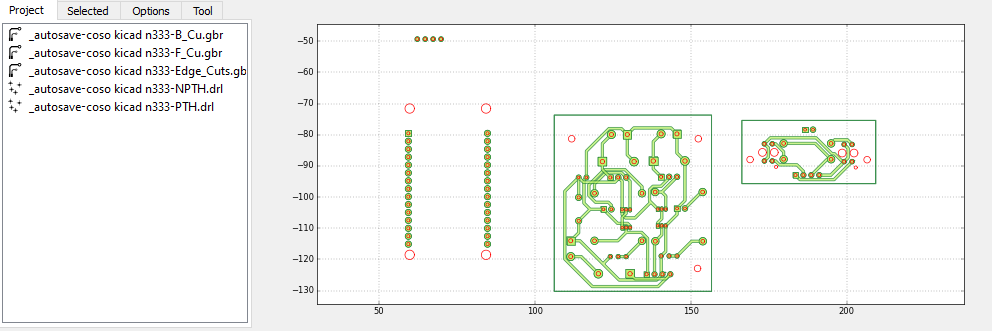 Project Selected Options Tool
_autosave-coso kicad n333-B_Cu.gbr
_autosave-coso kicad n333-F_Cu.gbr
_autosave-coso kicad n333-Edge_Cuts.gb
_autosave-coso kicad n333-NPTH.drl
_autosave-coso kicad n333-PTH.drl
−50
−60
−70
−80
−90
−100
−110
−120
−130
50 100 150 200